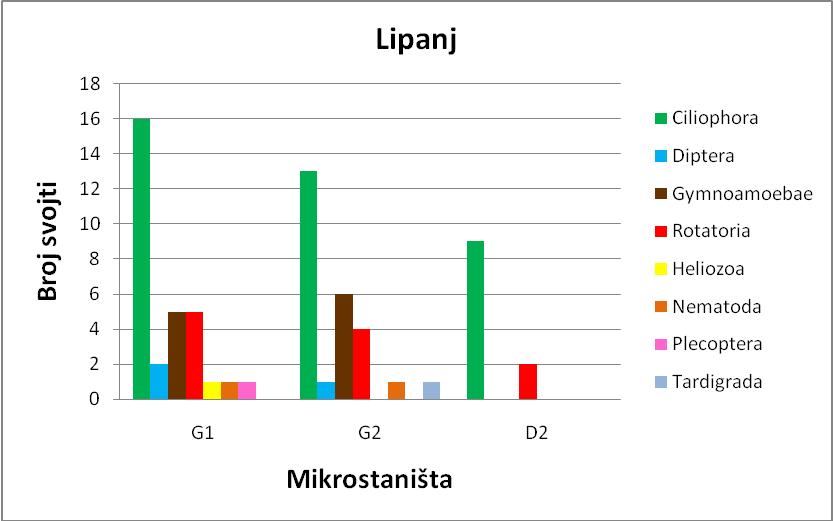 Lipanj
Broj svojti
18
16
14
12
10
8
6
4
2
0
G1
G2
D2
Mikrostaništa
Ciliophora
Diptera
Gymnoamoebae
Rotatoria
Heliozoa
Nematoda
Plecoptera
Tardigrada